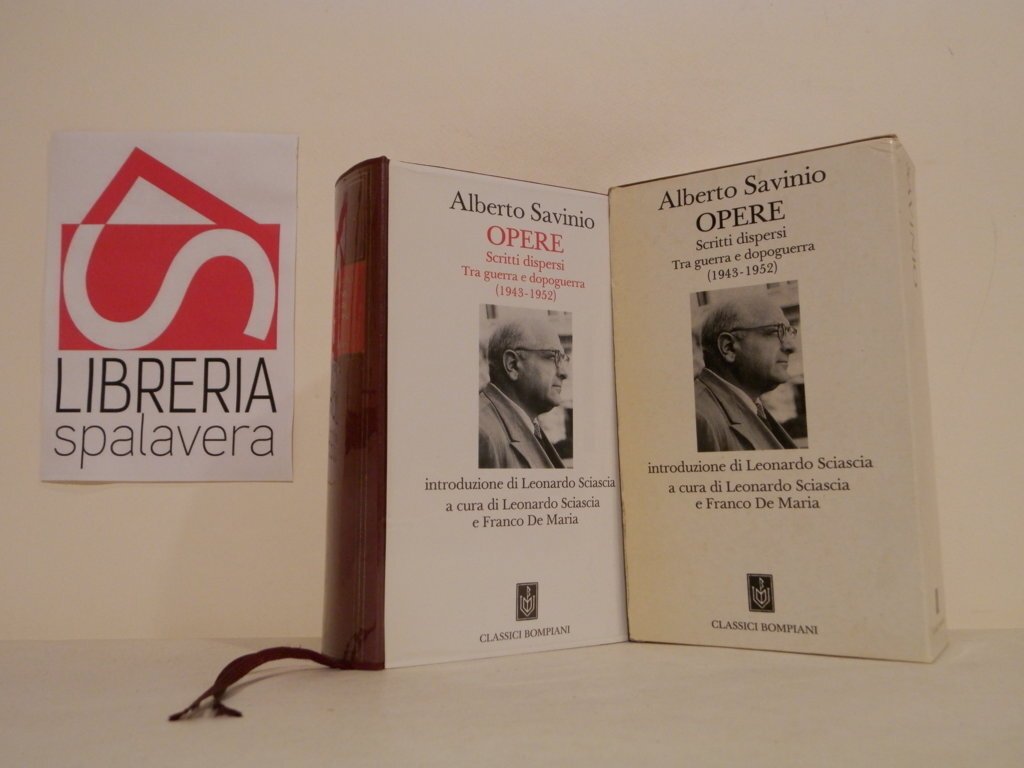 LIBRERIA
spalavera
Alberto Savinio
OPERE
Scritti dispersi
Tra guerra e dopoguerra
(1943-1952)
introduzione di Leonardo Sciascia
a cura di Leonardo Sciascia
e Franco De Maria
CLASSICI BOMPIANI
Alberto Savinio
OPERE
Scritti dispersi
Tra guerra e dopoguerra
(1943-1952)
introduzione di Leonardo Sciascia
a cura di Leonardo Sciascia
e Franco De Maria
CLASSICI BOMPIANI